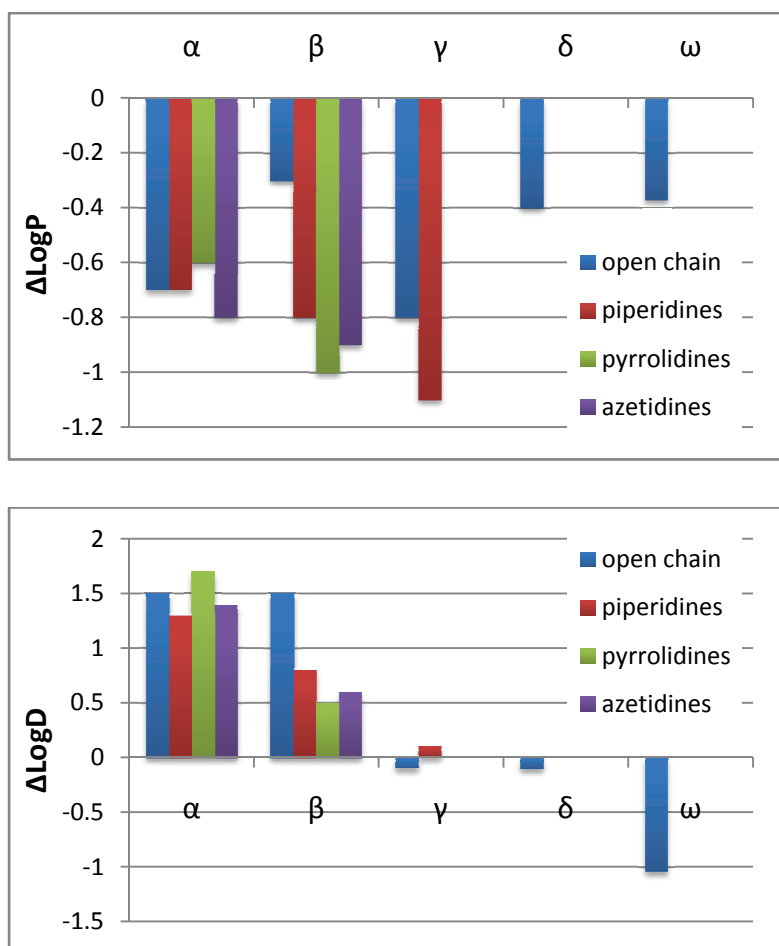 α β γ δ ω
0
-0.2
-0.4
-0.6
-0.8
-1
-1.2
ΔLogP
open chain
piperidines
pyrrolidines
azetidines
2
1.5
1
0.5
0
-0.5
-1
-1.5
ΔLogD
α β γ δ ω
open chain
piperidines
pyrrolidines
azetidines